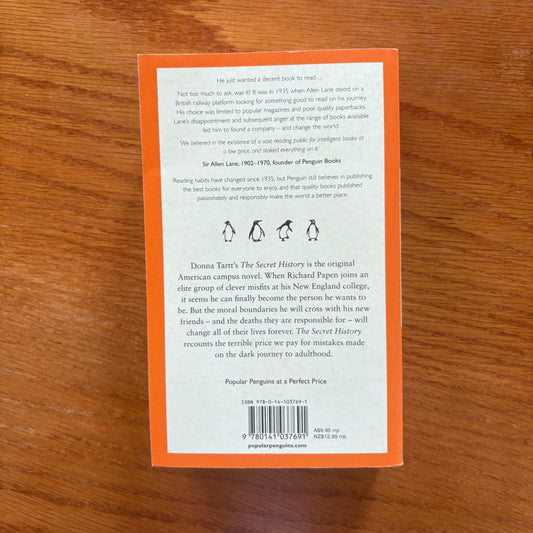 He just wanted a decent book to read ...
Not too much to ask, was it? It was in 1935 when Allen Lane stood on a
British railway platform looking for something good to read on his journey.
His choice was limited to popular magazines and poor quality paperbacks.
Lane's disappointment and subsequent anger at the range of books available
led him to found a company – and change the world.
'We believed in the existence of a vast reading public for intelligent books at
a low price, and staked everything on it'
Sir Allen Lane, 1902–1970, founder of Penguin Books
Reading habits have changed since 1935, but Penguin still believes in publishing
the best books for everyone to enjoy, and that quality books published
passionately and responsibly make the world a better place.
Donna Tartt's The Secret History is the original
American campus novel. When Richard Papen joins an
elite group of clever misfits at his New England college,
it seems he can finally become the person he wants to
be. But the moral boundaries he will cross with his new
friends – and the deaths they are responsible for – will
change all of their lives forever. The Secret History
recounts the terrible price we pay for mistakes made
on the dark journey to adulthood.
Popular Penguins at a Perfect Price
ISBN 978-0-14-103769-1
9 780141 037691
A$9.95 rrp
NZ$12.95 rrp
popularpenguins.com